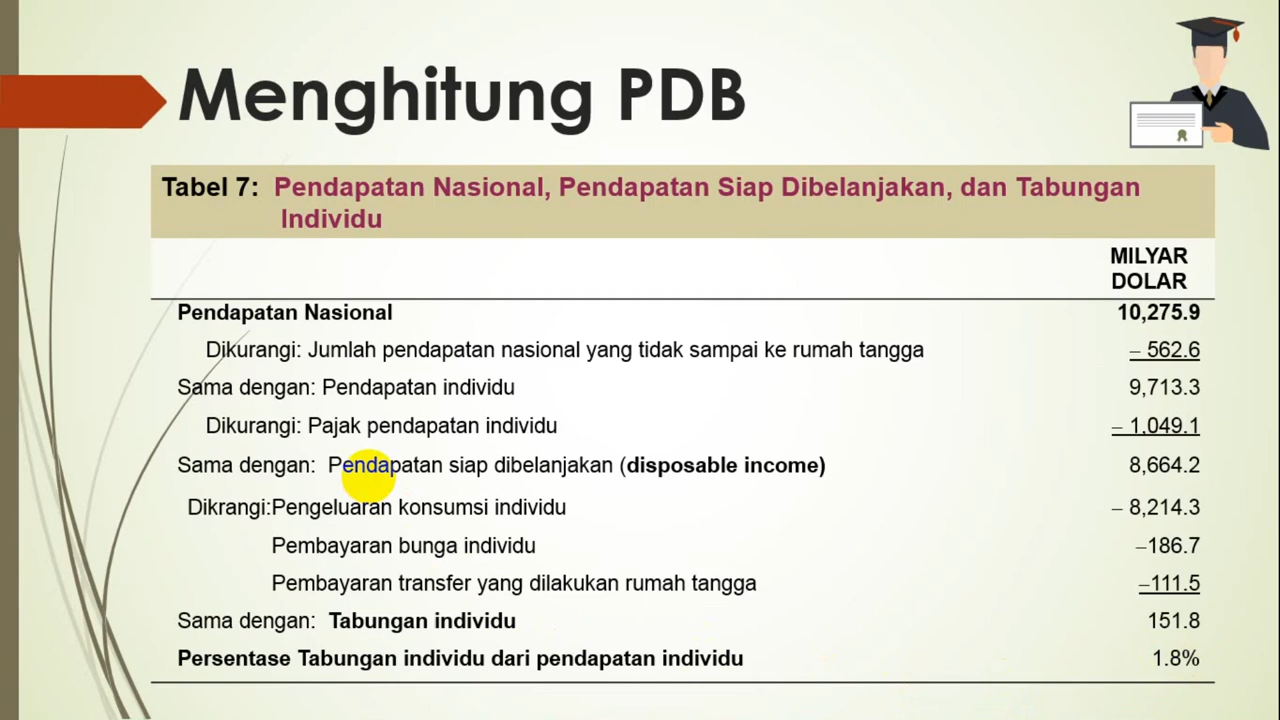 Menghitung PDB
Tabel 7: Pendapatan Nasional, Pendapatan Siap Dibelanjakan, dan Tabungan
Individu
MILYAR
DOLAR
Pendapatan Nasional 10,275.9
Dikurangi: Jumlah pendapatan nasional yang tidak sampai ke rumah tangga – 562.6
Sama dengan: Pendapatan individu 9,713.3
Dikurangi: Pajak pendapatan individu – 1,049.1
Sama dengan: Pendapatan siap dibelanjakan (disposable income) 8,664.2
Dikrangi:Pengeluaran konsumsi individu – 8,214.3
Pembayaran bunga individu –186.7
Pembayaran transfer yang dilakukan rumah tangga –111.5
Sama dengan: Tabungan individu 151.8
Persentase Tabungan individu dari pendapatan individu 1.8%